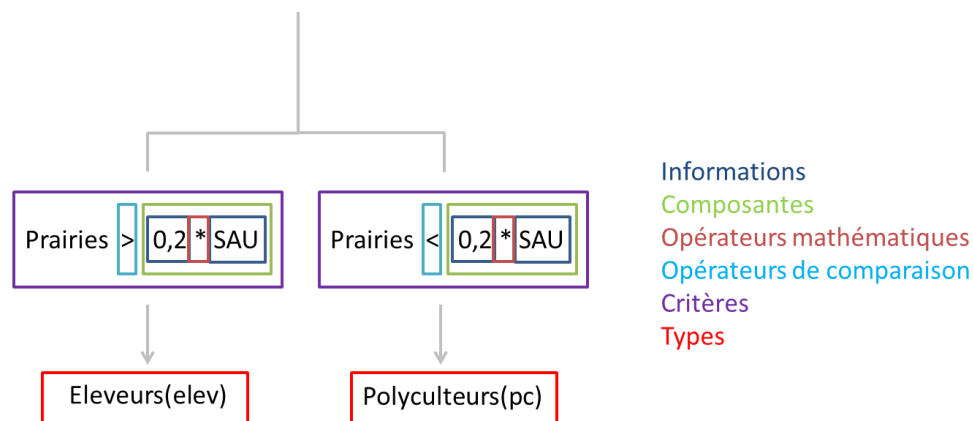 Prairies > 0,2 * SAU
Prairies < 0,2 * SAU
Eleveurs(elev)
Polyculteurs(pc)
Informations
Composantes
Opérateurs mathématiques
Opérateurs de comparaison
Critères
Types